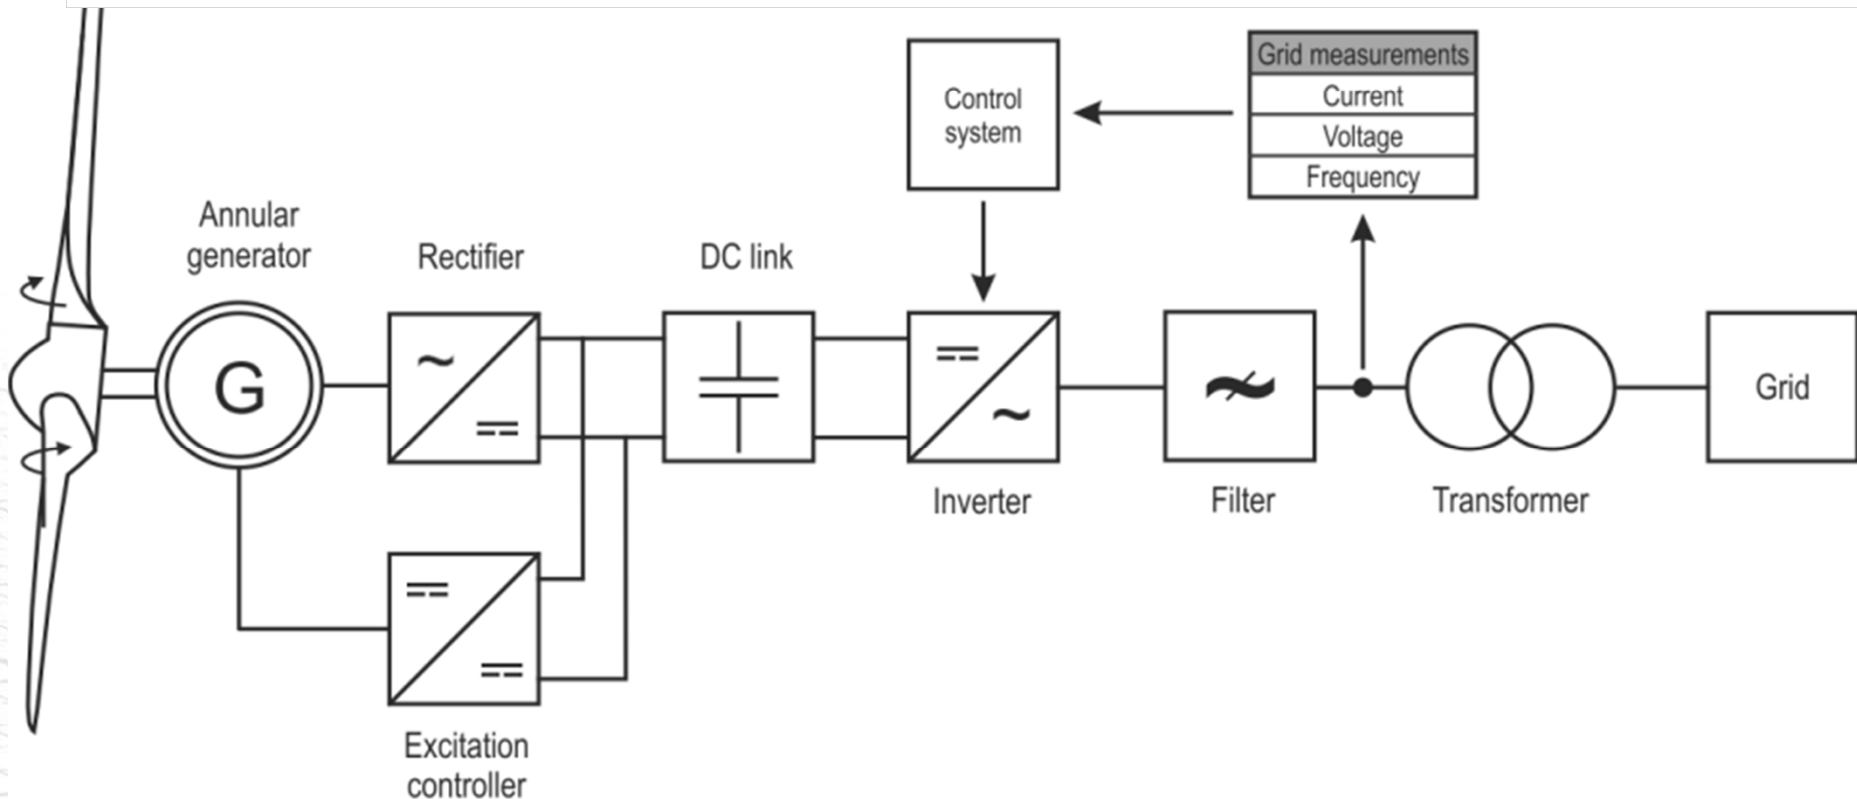 Control
system
Grid measurements
Current
Voltage
Frequency
Annular
generator
Rectifier
DC link
G
Grid
Inverter
Filter
Transformer
Excitation
controller